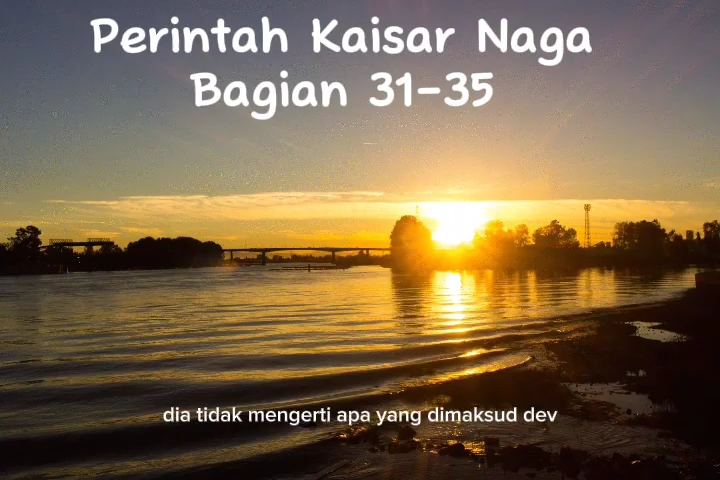 Perintah Kaisar Naga
Bagian 31-35
dia tidak mengerti apa yang dimaksud dev